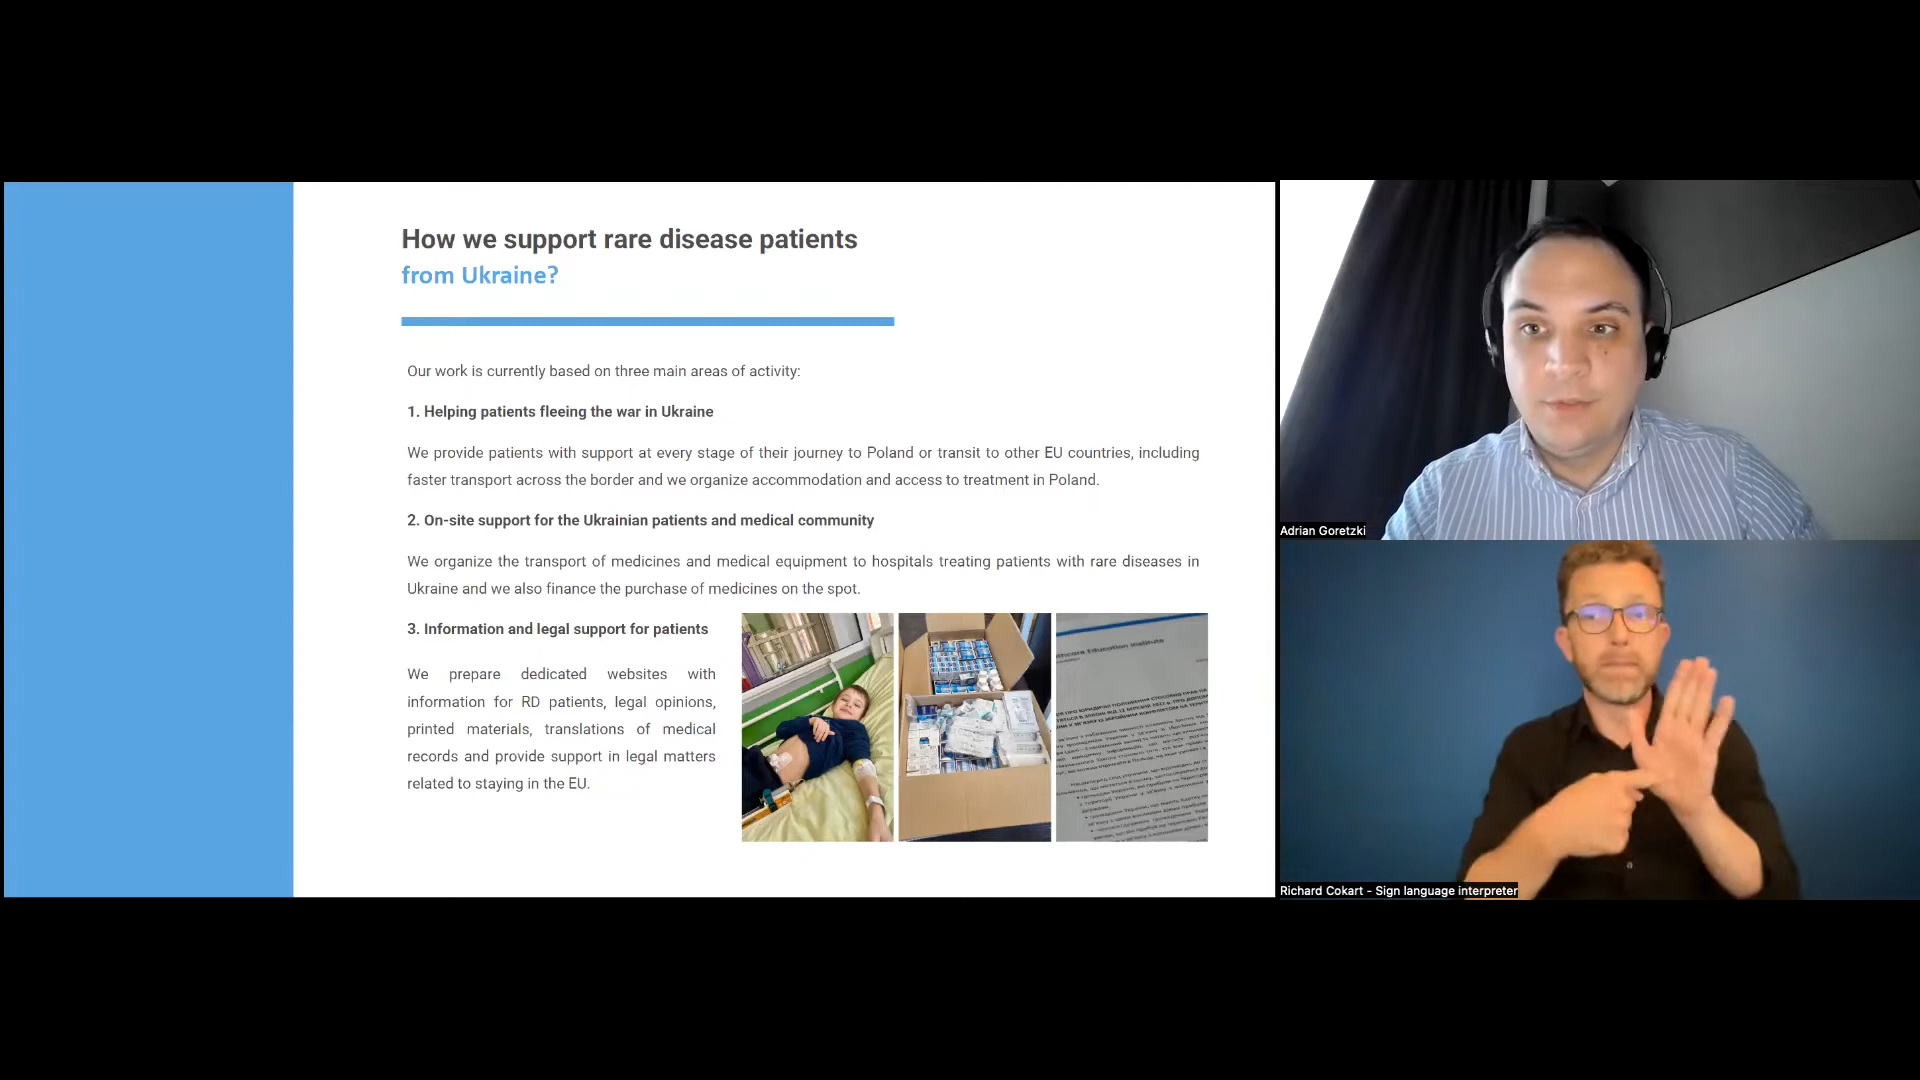 How we support rare disease patients
from Ukraine?
Our work is currently based on three main areas of activity:
1. Helping patients fleeing the war in Ukraine
We provide patients with support at every stage of their journey to Poland or transit to other EU countries, including
faster transport across the border and we organize accommodation and access to treatment in Poland.
2. On-site support for the Ukrainian patients and medical community
We organize the transport of medicines and medical equipment to hospitals treating patients with rare diseases in
Ukraine and we also finance the purchase of medicines on the spot.
3. Information and legal support for patients
We prepare dedicated websites with
information for RD patients, legal opinions,
printed materials, translations of medical
records and provide support in legal matters
related to staying in the EU.
Education Institute
Adrian Goretzki
Richard Cokart - Sign language interpreter